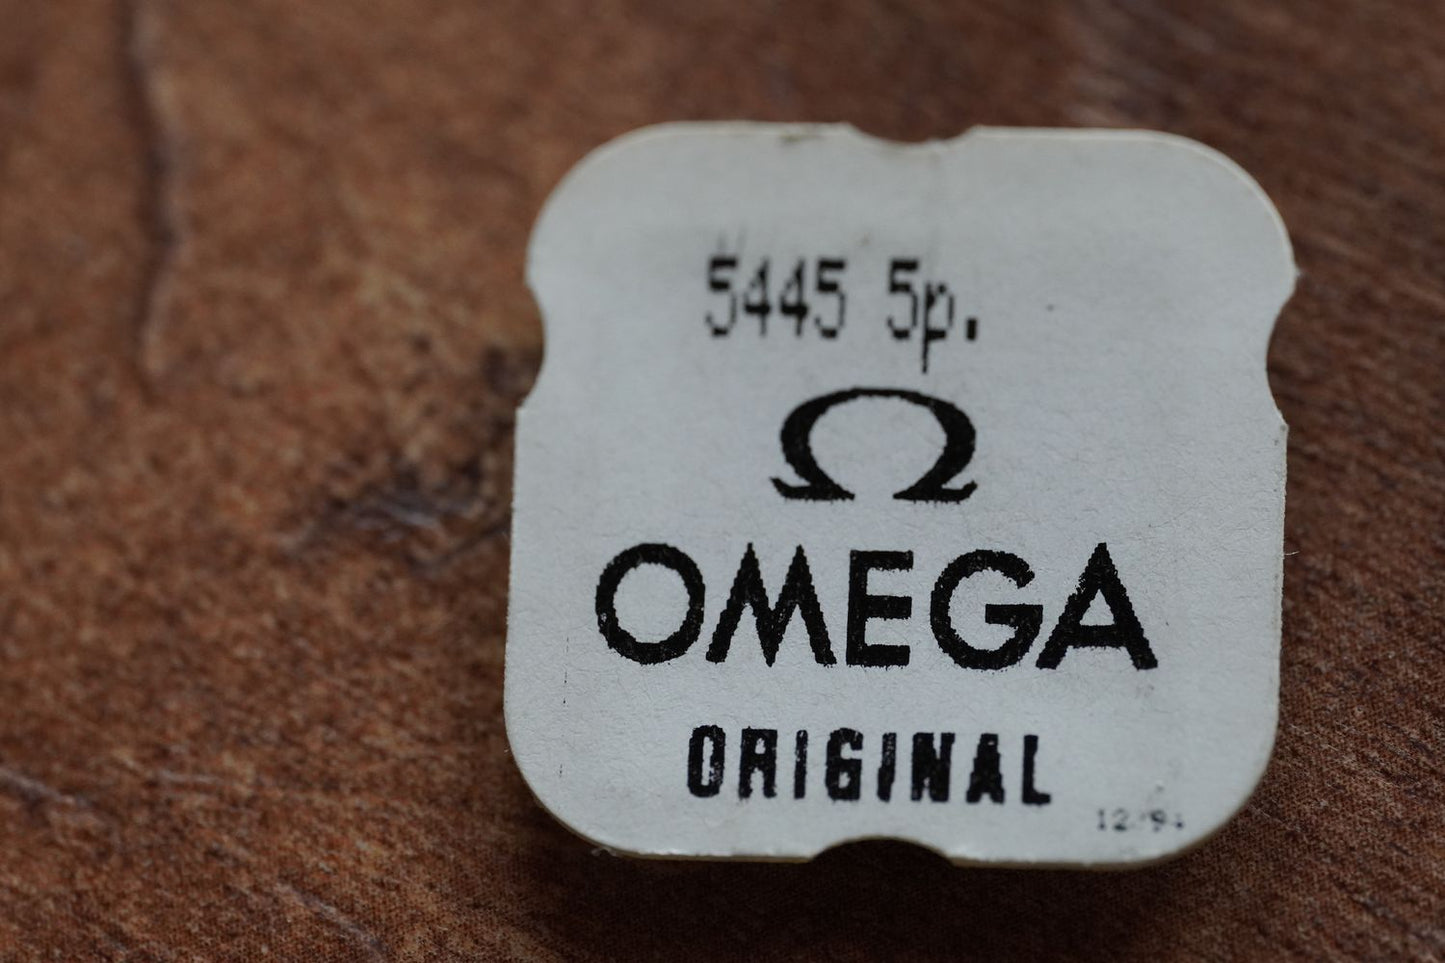 5445 5p.
Ω
OMEGA
ORIGINAL